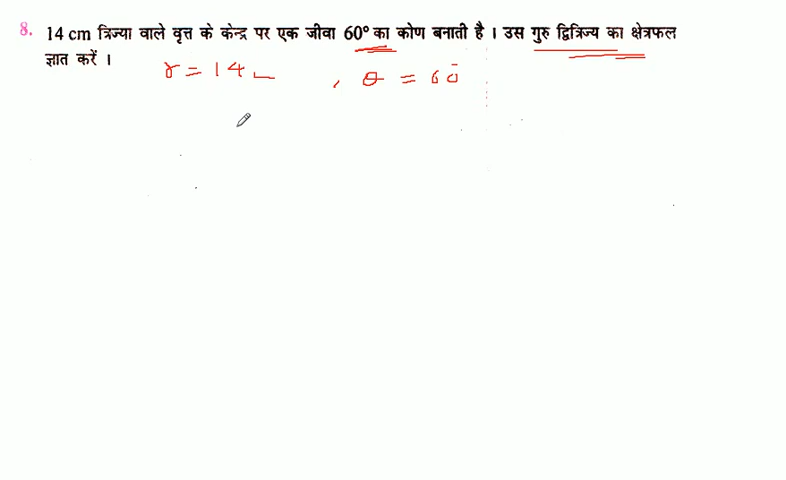 8. 14 cm त्रिज्या वाले वृत्त के केन्द्र पर एक जीवा 60° का कोण बनाती है । उस गुरु द्वित्रिज्य का क्षेत्रफल
ज्ञात करें ।
r = 14 , θ = 60